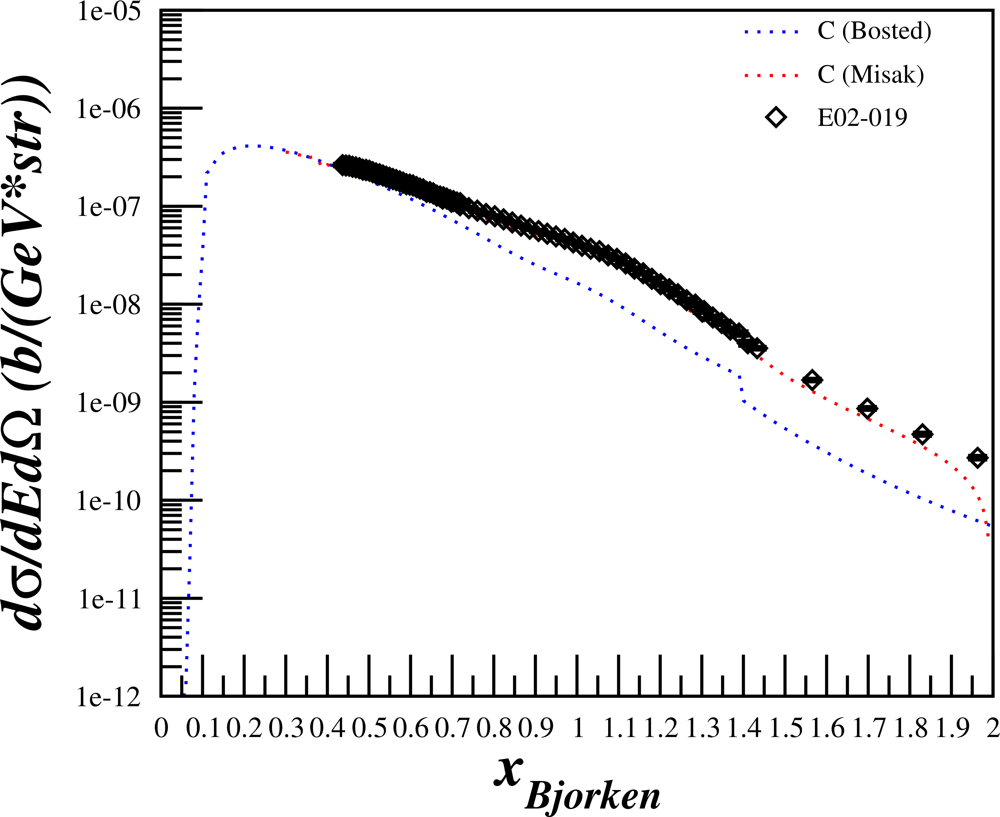 dσ/dEdΩ (b/((GeV*str))
1e-05
1e-06
1e-07
1e-08
1e-09
1e-10
1e-11
1e-12
C (Bosted)
C (Misak)
E02-019
0 0.1 0.2 0.3 0.4 0.5 0.6 0.7 0.8 0.9 1 1.1 1.2 1.3 1.4 1.5 1.6 1.7 1.8 1.9 2
x Bjorken